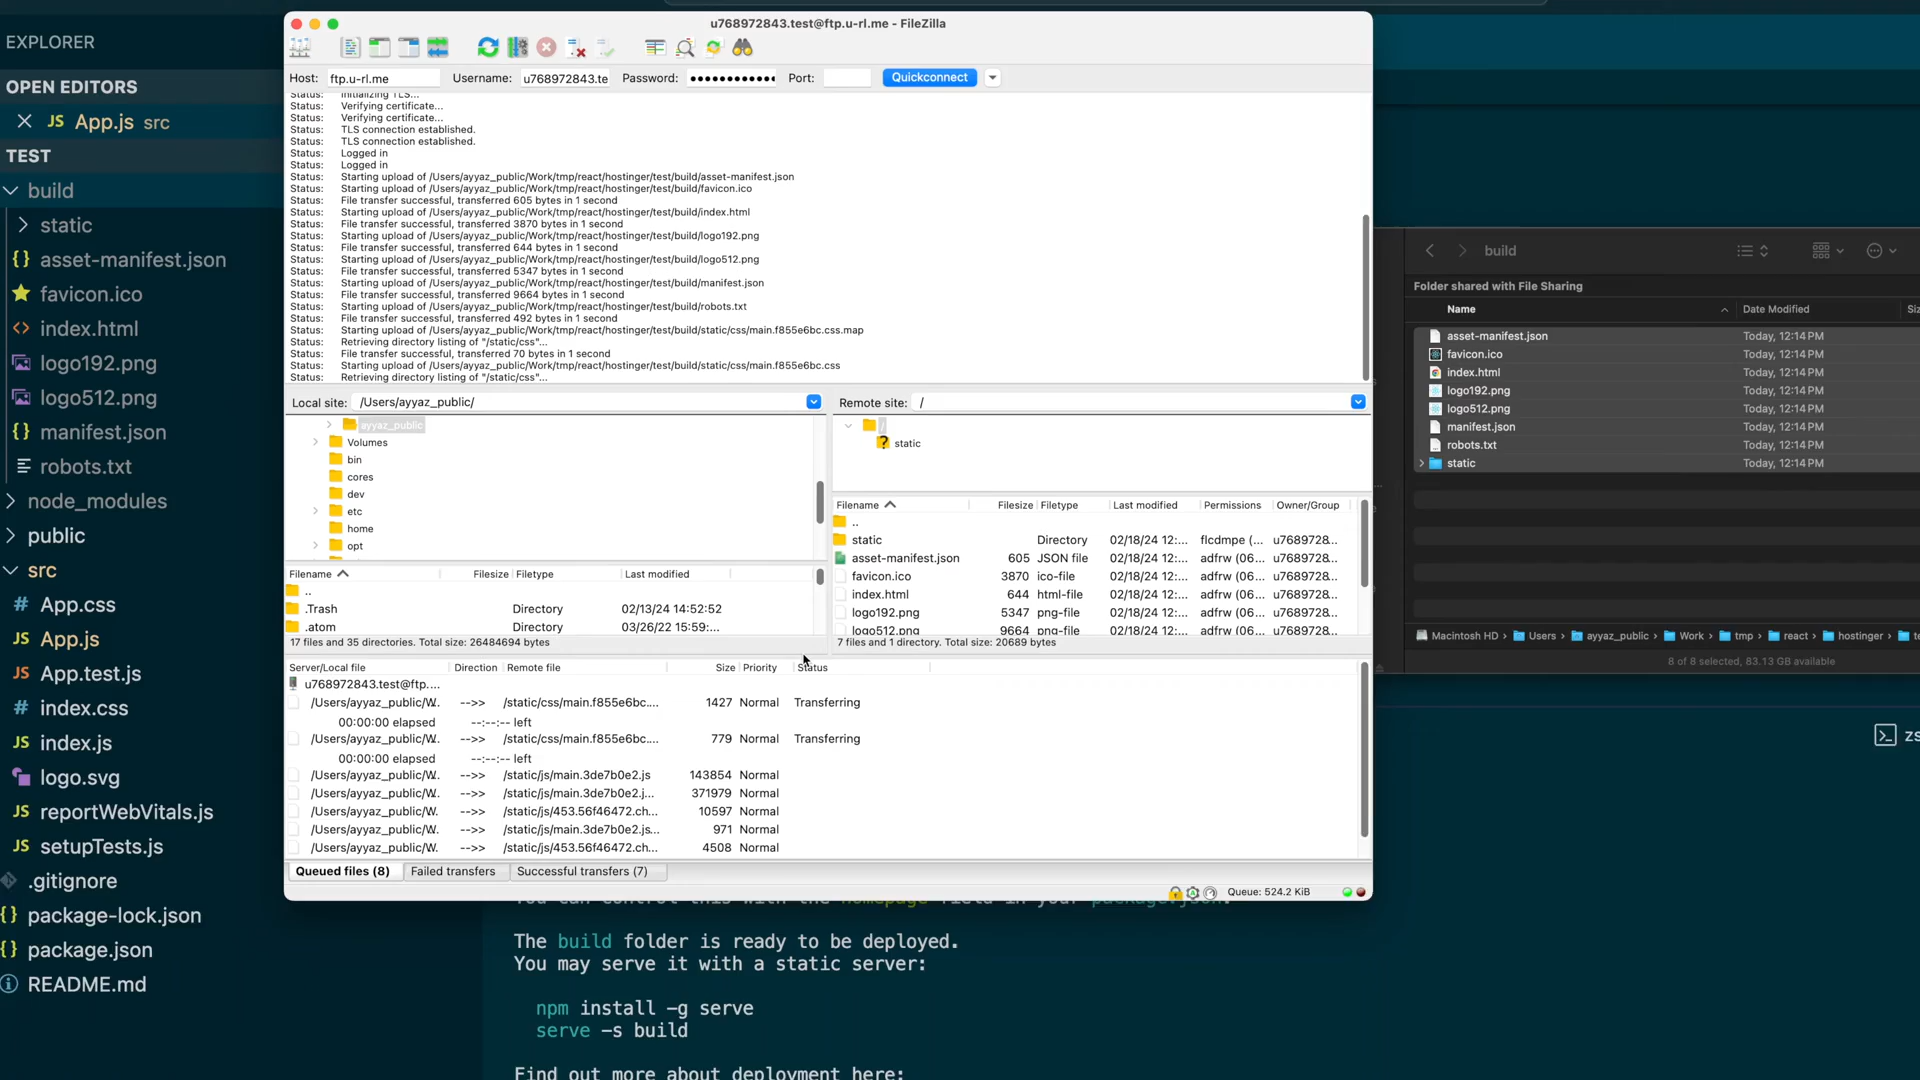 EXPLORER
OPEN EDITORS
App.js src
TEST
build
static
asset-manifest.json
favicon.ico
index.html
logo192.png
logo512.png
manifest.json
robots.txt
node_modules
public
src
App.css
App.js
App.test.js
index.css
index.js
logo.svg
reportWebVitals.js
setupTests.js
.gitignore
package-lock.json
package.json
README.md
u768972843.test@ftp.u-rl.me - FileZilla
Host: ftp.u-rl.me Username: u768972843.te Password: •••••••••••• Port: Quickconnect
Status: Initializing TLS...
Status: Verifying certificate...
Status: Verifying certificate...
Status: TLS connection established.
Status: TLS connection established.
Status: Logged in
Status: Logged in
Status: Starting upload of /Users/ayyaz_public/Work/tmp/react/hostinger/test/build/asset-manifest.json
Status: Starting upload of /Users/ayyaz_public/Work/tmp/react/hostinger/test/build/favicon.ico
Status: File transfer successful, transferred 605 bytes in 1 second
Status: Starting upload of /Users/ayyaz_public/Work/tmp/react/hostinger/test/build/index.html
Status: File transfer successful, transferred 3870 bytes in 1 second
Status: Starting upload of /Users/ayyaz_public/Work/tmp/react/hostinger/test/build/logo192.png
Status: File transfer successful, transferred 644 bytes in 1 second
Status: Starting upload of /Users/ayyaz_public/Work/tmp/react/hostinger/test/build/logo512.png
Status: File transfer successful, transferred 5347 bytes in 1 second
Status: Starting upload of /Users/ayyaz_public/Work/tmp/react/hostinger/test/build/manifest.json
Status: File transfer successful, transferred 9664 bytes in 1 second
Status: Starting upload of /Users/ayyaz_public/Work/tmp/react/hostinger/test/build/robots.txt
Status: File transfer successful, transferred 492 bytes in 1 second
Status: Starting upload of /Users/ayyaz_public/Work/tmp/react/hostinger/test/build/static/css/main.f855e6bc.css.map
Status: Retrieving directory listing of "/static/css"...
Status: File transfer successful, transferred 70 bytes in 1 second
Status: Starting upload of /Users/ayyaz_public/Work/tmp/react/hostinger/test/build/static/css/main.f855e6bc.css
Status: Retrieving directory listing of "/static/css"...
Local site: /Users/ayyaz_public/
ayyaz_public
Volumes
bin
cores
dev
etc
home
opt
Filename Filesize Filetype Last modified
..
.Trash Directory 02/13/24 14:52:52
.atom Directory 03/26/22 15:59:...
17 files and 35 directories. Total size: 26484694 bytes
Remote site: /
/
static
Filename Filesize Filetype Last modified Permissions Owner/Group
..
static Directory 02/18/24 12:... flcdmpe (... u7689728...
asset-manifest.json 605 JSON file 02/18/24 12:... adfrw (06... u7689728...
favicon.ico 3870 ico-file 02/18/24 12:... adfrw (06... u7689728...
index.html 644 html-file 02/18/24 12:... adfrw (06... u7689728...
logo192.png 5347 png-file 02/18/24 12:... adfrw (06... u7689728...
logo512.png 9664 png-file 02/18/24 12:... adfrw (06... u7689728...
7 files and 1 directory. Total size: 20689 bytes
Server/Local file Direction Remote file Size Priority Status
u768972843.test@ftp....
/Users/ayyaz_public/W. -->> /static/css/main.f855e6bc.... 1427 Normal Transferring
00:00:00 elapsed --:--:-- left
/Users/ayyaz_public/W. -->> /static/css/main.f855e6bc.... 779 Normal Transferring
00:00:00 elapsed --:--:-- left
/Users/ayyaz_public/W. -->> /static/js/main.3de7b0e2.js 143854 Normal
/Users/ayyaz_public/W. -->> /static/js/main.3de7b0e2.j... 371979 Normal
/Users/ayyaz_public/W. -->> /static/js/453.56f46472.ch... 10597 Normal
/Users/ayyaz_public/W. -->> /static/js/main.3de7b0e2.js... 971 Normal
/Users/ayyaz_public/W. -->> /static/js/453.56f46472.ch... 4508 Normal
Queued files (8) Failed transfers Successful transfers (7)
Queue: 524.2 KiB
You can control this with the homepage field in your package.json.
The build folder is ready to be deployed.
You may serve it with a static server:
npm install -g serve
serve -s build
Find out more about deployment here:
build
Folder shared with File Sharing
Name Date Modified Siz
asset-manifest.json Today, 12:14 PM
favicon.ico Today, 12:14 PM
index.html Today, 12:14 PM
logo192.png Today, 12:14 PM
logo512.png Today, 12:14 PM
manifest.json Today, 12:14 PM
robots.txt Today, 12:14 PM
static Today, 12:14 PM
Macintosh HD › Users › ayyaz_public › Work › tmp › react › hostinger › te
8 of 8 selected, 83.13 GB available
zs